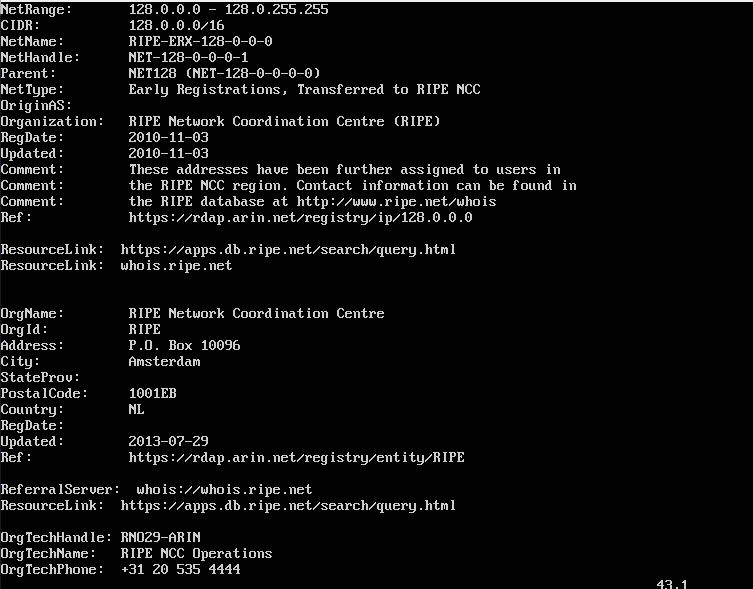 NetRange:       128.0.0.0 - 128.0.255.255
CIDR:           128.0.0.0/16
NetName:        RIPE-ERX-128-0-0-0
NetHandle:      NET-128-0-0-0-1
Parent:         NET128 (NET-128-0-0-0-0)
NetType:        Early Registrations, Transferred to RIPE NCC
OriginAS:
Organization:   RIPE Network Coordination Centre (RIPE)
RegDate:        2010-11-03
Updated:        2010-11-03
Comment:        These addresses have been further assigned to users in
Comment:        the RIPE NCC region. Contact information can be found in
Comment:        the RIPE database at http://www.ripe.net/whois
Ref:            https://rdap.arin.net/registry/ip/128.0.0.0

ResourceLink:  https://apps.db.ripe.net/search/query.html
ResourceLink:  whois.ripe.net


OrgName:        RIPE Network Coordination Centre
OrgId:          RIPE
Address:        P.O. Box 10096
City:           Amsterdam
StateProv:
PostalCode:     1001EB
Country:        NL
RegDate:
Updated:        2013-07-29
Ref:            https://rdap.arin.net/registry/entity/RIPE

ReferralServer:  whois://whois.ripe.net
ResourceLink:  https://apps.db.ripe.net/search/query.html

OrgTechHandle: RNO29-ARIN
OrgTechName:   RIPE NCC Operations
OrgTechPhone:  +31 20 535 4444
43.1